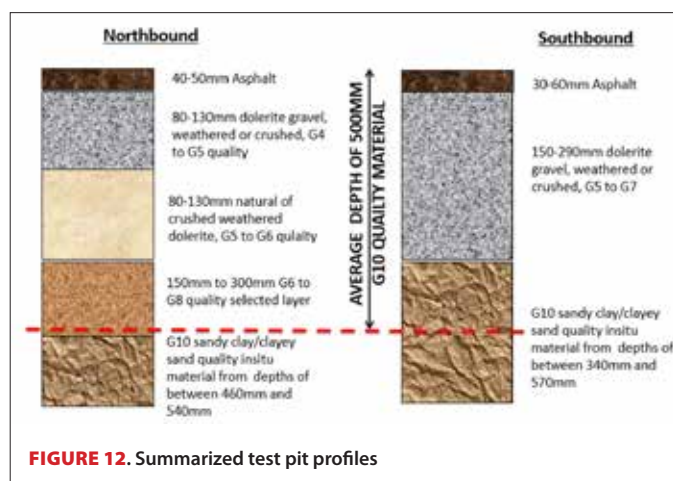 Northbound
40-50mm Asphalt
80-130mm dolerite gravel,
weathered or crushed, G4
to G5 quality
80-130mm natural of
crushed weathered
dolerite, G5 to G6 qulaity
150mm to 300mm G6 to
G8 quality selected layer
G10 sandy clay/clayey
sand quality insitu
material from depths of
between 460mm and
540mm
AVERAGE DEPTH OF 500MM
G10 QUAILTY MATERIAL
Southbound
30-60mm Asphalt
150-290mm dolerite
gravel, weathered or
crushed, G5 to G7
G10 sandy clay/clayey
sand quality insitu
material from depths of
between 340mm and
570mm
FIGURE 12. Summarized test pit profiles